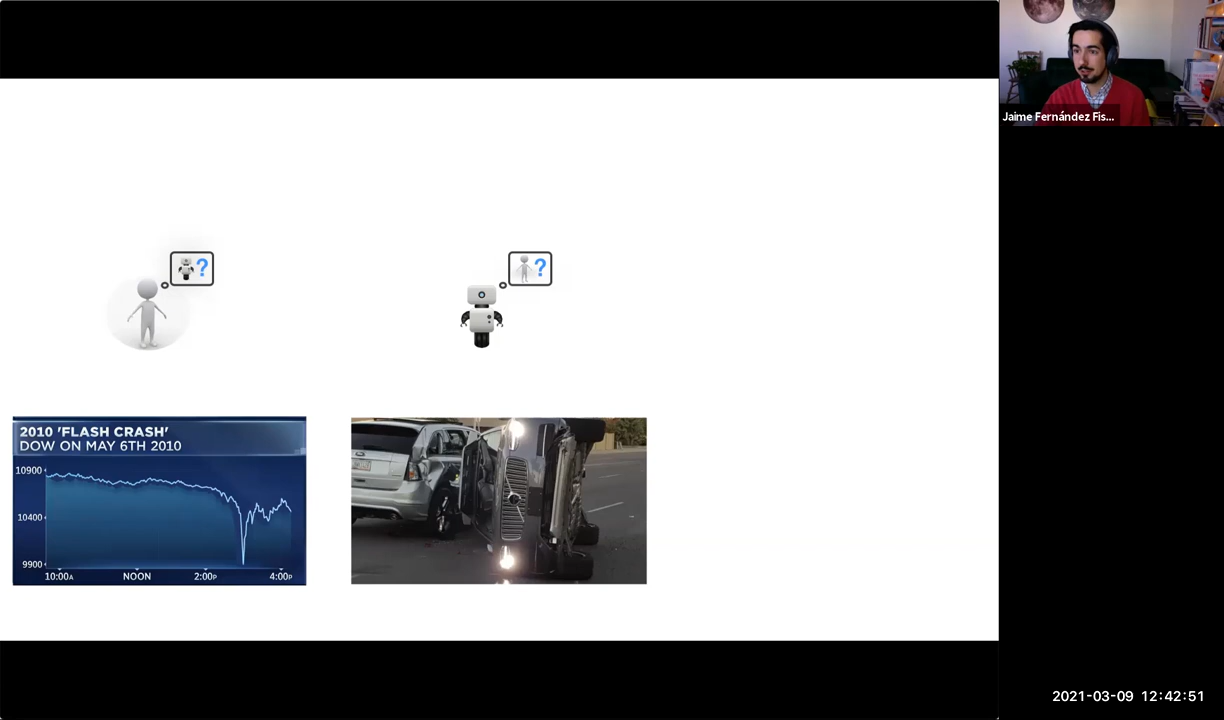 Jaime Fernández Fis...
?
?
2010 'FLASH CRASH'
DOW ON MAY 6TH 2010
10900
10400
9900
10:00A
NOON
2:00P
4:00P
2021-03-09 12:42:51